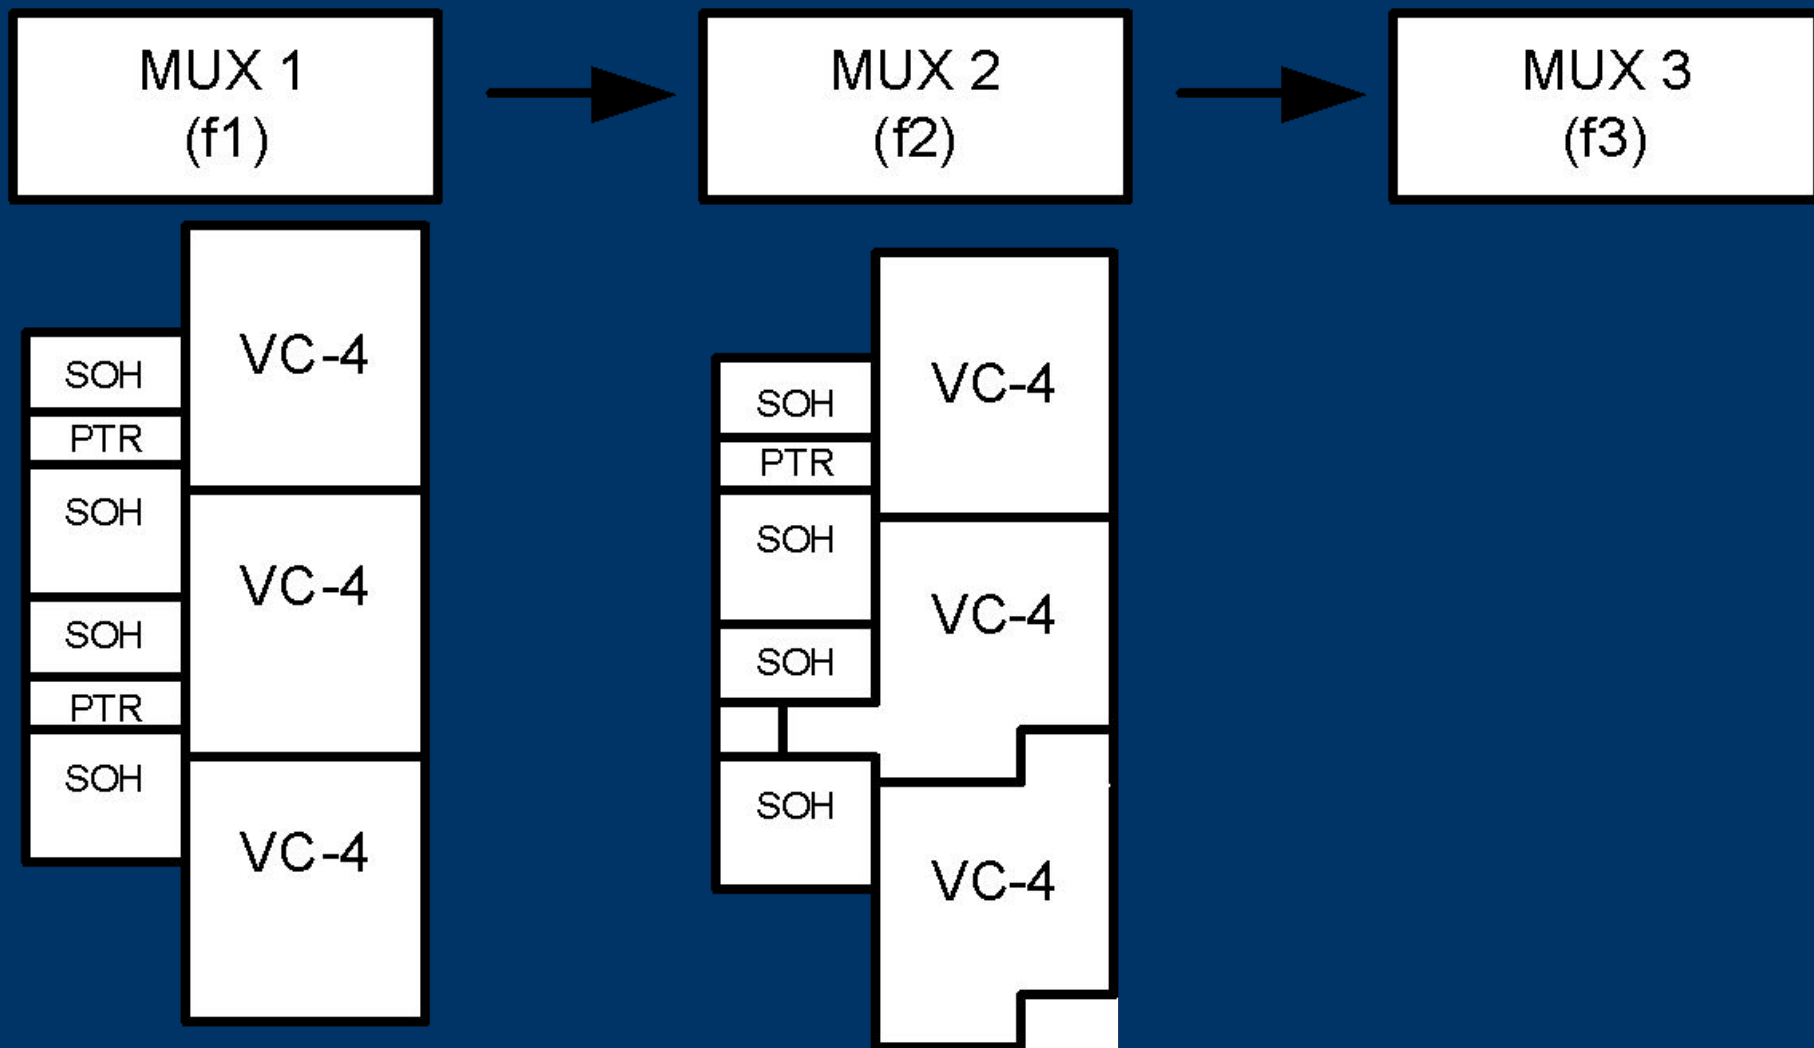 MUX 1
(f1)
MUX 2
(f2)
MUX 3
(f3)
VC-4
SOH
PTR
SOH
VC-4
SOH
PTR
SOH
VC-4
VC-4
SOH
PTR
SOH
VC-4
SOH
SOH
VC-4